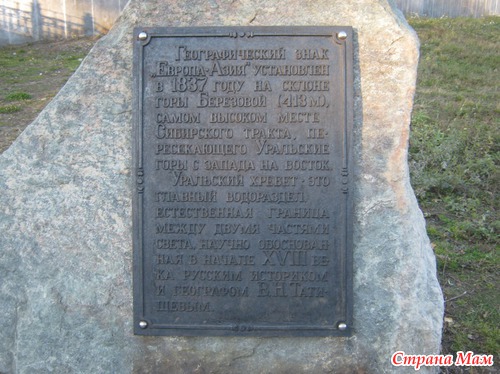 Географический знак
„Европа-Азия" установлен
в 1837 году на склоне
горы Березовой (~413 м),
самом высоком месте
Сибирского тракта, пе-
ресекающего Уральские
горы с запада на восток.
Уральский хребет - это
главный водораздел,
естественная граница
между двумя частями
света, научно обоснован-
ная в начале XVIII ве-
ка русским историком
и географом В.Н. Тати-
щевым.
Страна Мам